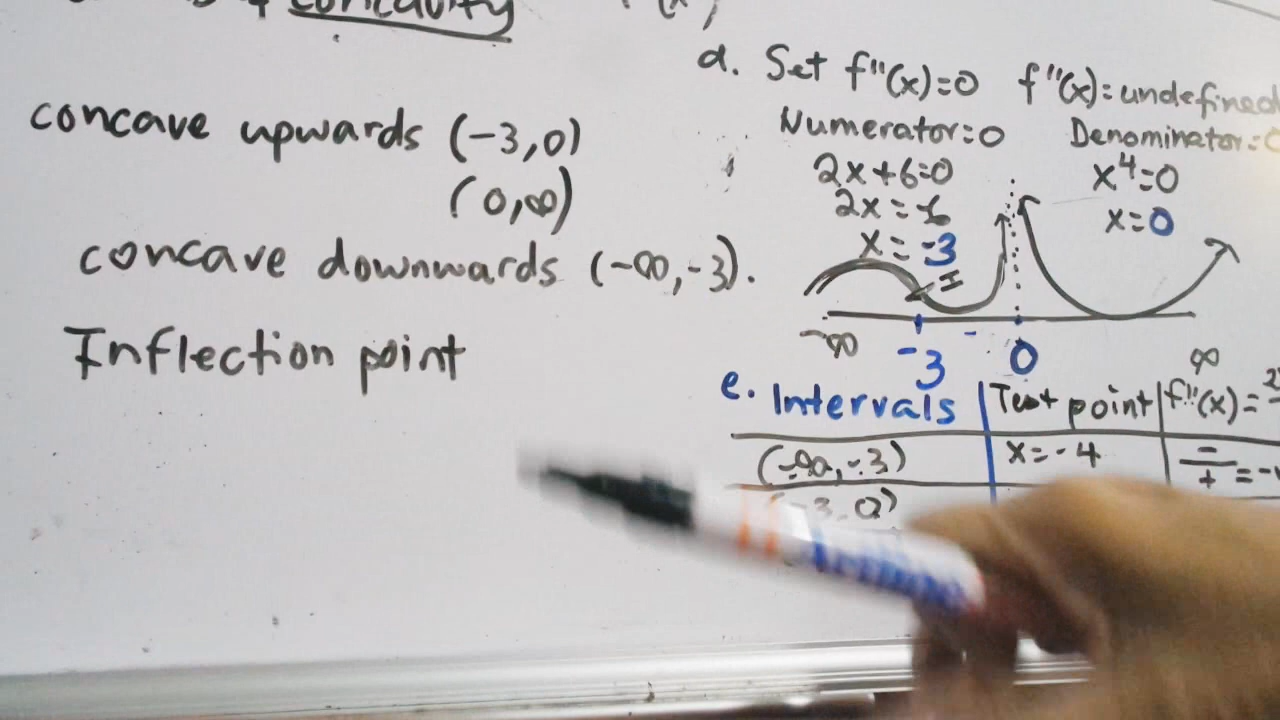 concavity
concave upwards (-3,0)
(0,∞)
concave downwards (-∞,-3).
Inflection point
d. Set f''(x)=0 f''(x)=undefined
Numerator=0 Denominator=0
2x+6=0 x⁴=0
2x=-6 x=0
x=-3
I
-∞ -3 0 ∞
e. Intervals Test point f''(x)=
(-∞,-3) x=-4 -/+ = -
(-3,0)